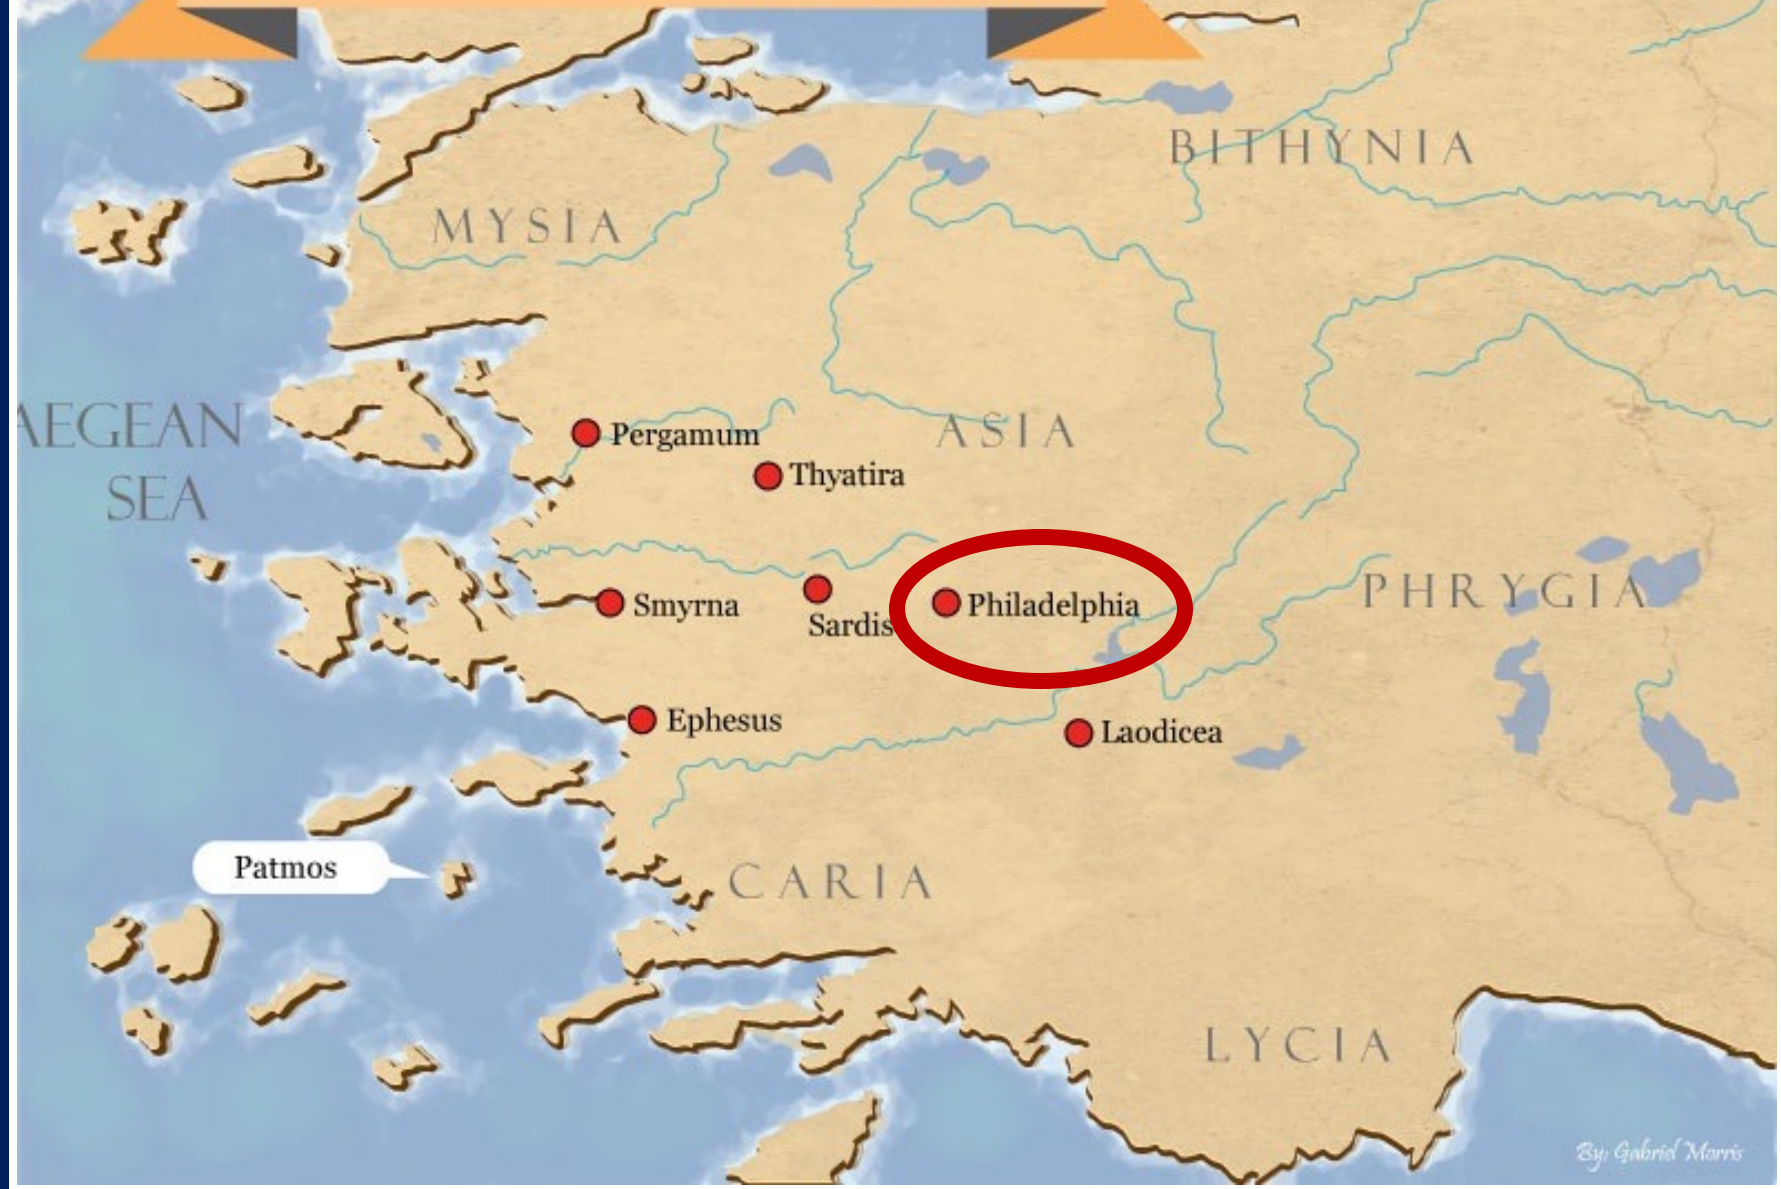 BITHYNIA
MYSIA
AEGEAN
SEA
ASIA
Pergamum
Thyatira
PHRYGIA
Smyrna
Sardis
Philadelphia
Ephesus
Laodicea
Patmos
CARIA
LYCIA
By: Gabriel Morris